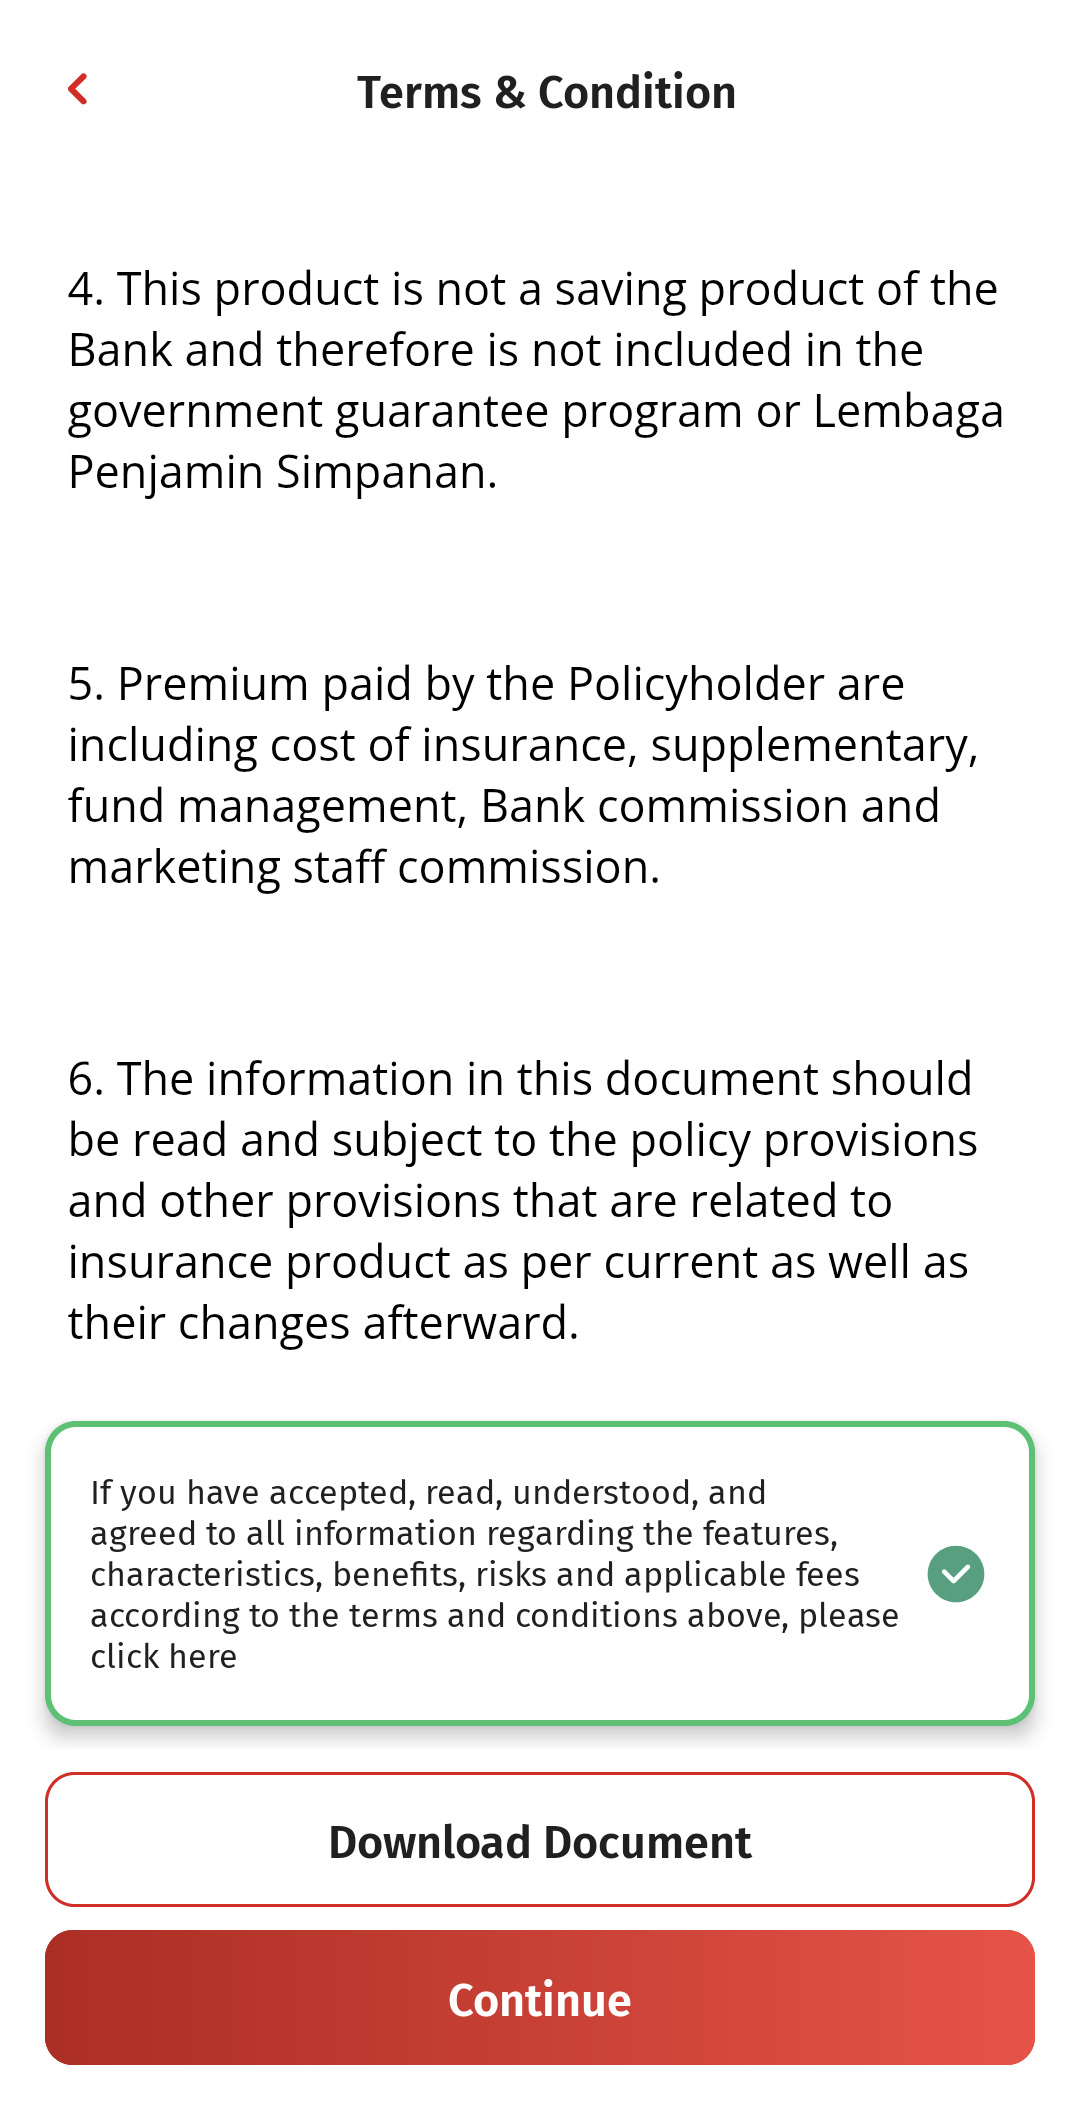 Terms & Condition
4. This product is not a saving product of the
Bank and therefore is not included in the
government guarantee program or Lembaga
Penjamin Simpanan.
5. Premium paid by the Policyholder are
including cost of insurance, supplementary,
fund management, Bank commission and
marketing staff commission.
6. The information in this document should
be read and subject to the policy provisions
and other provisions that are related to
insurance product as per current as well as
their changes afterward.
If you have accepted, read, understood, and
agreed to all information regarding the features,
characteristics, benefits, risks and applicable fees
according to the terms and conditions above, please
click here
Download Document
Continue